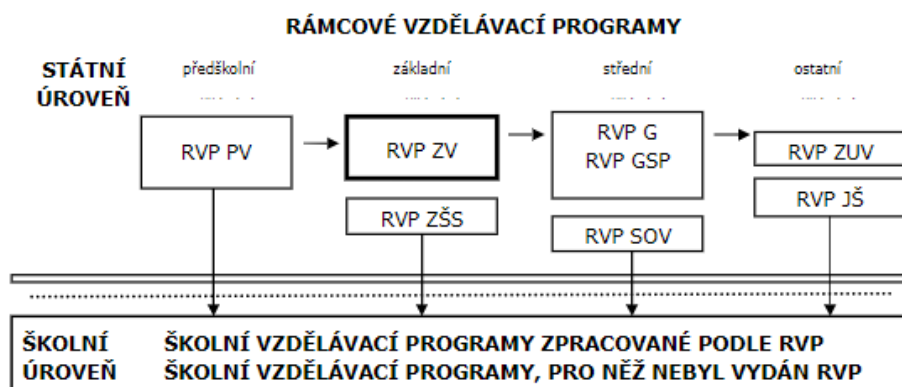 RÁMCOVÉ VZDĚLÁVACÍ PROGRAMY
STÁTNÍ ÚROVEŇ
předškolní
základní
střední
ostatní
RVP PV
RVP ZV
RVP G
RVP GSP
RVP ZUV
RVP ZŠS
RVP SOV
RVP JŠ
ŠKOLNÍ ÚROVEŇ
ŠKOLNÍ VZDĚLÁVACÍ PROGRAMY ZPRACOVANÉ PODLE RVP
ŠKOLNÍ VZDĚLÁVACÍ PROGRAMY, PRO NĚŽ NEBYL VYDÁN RVP